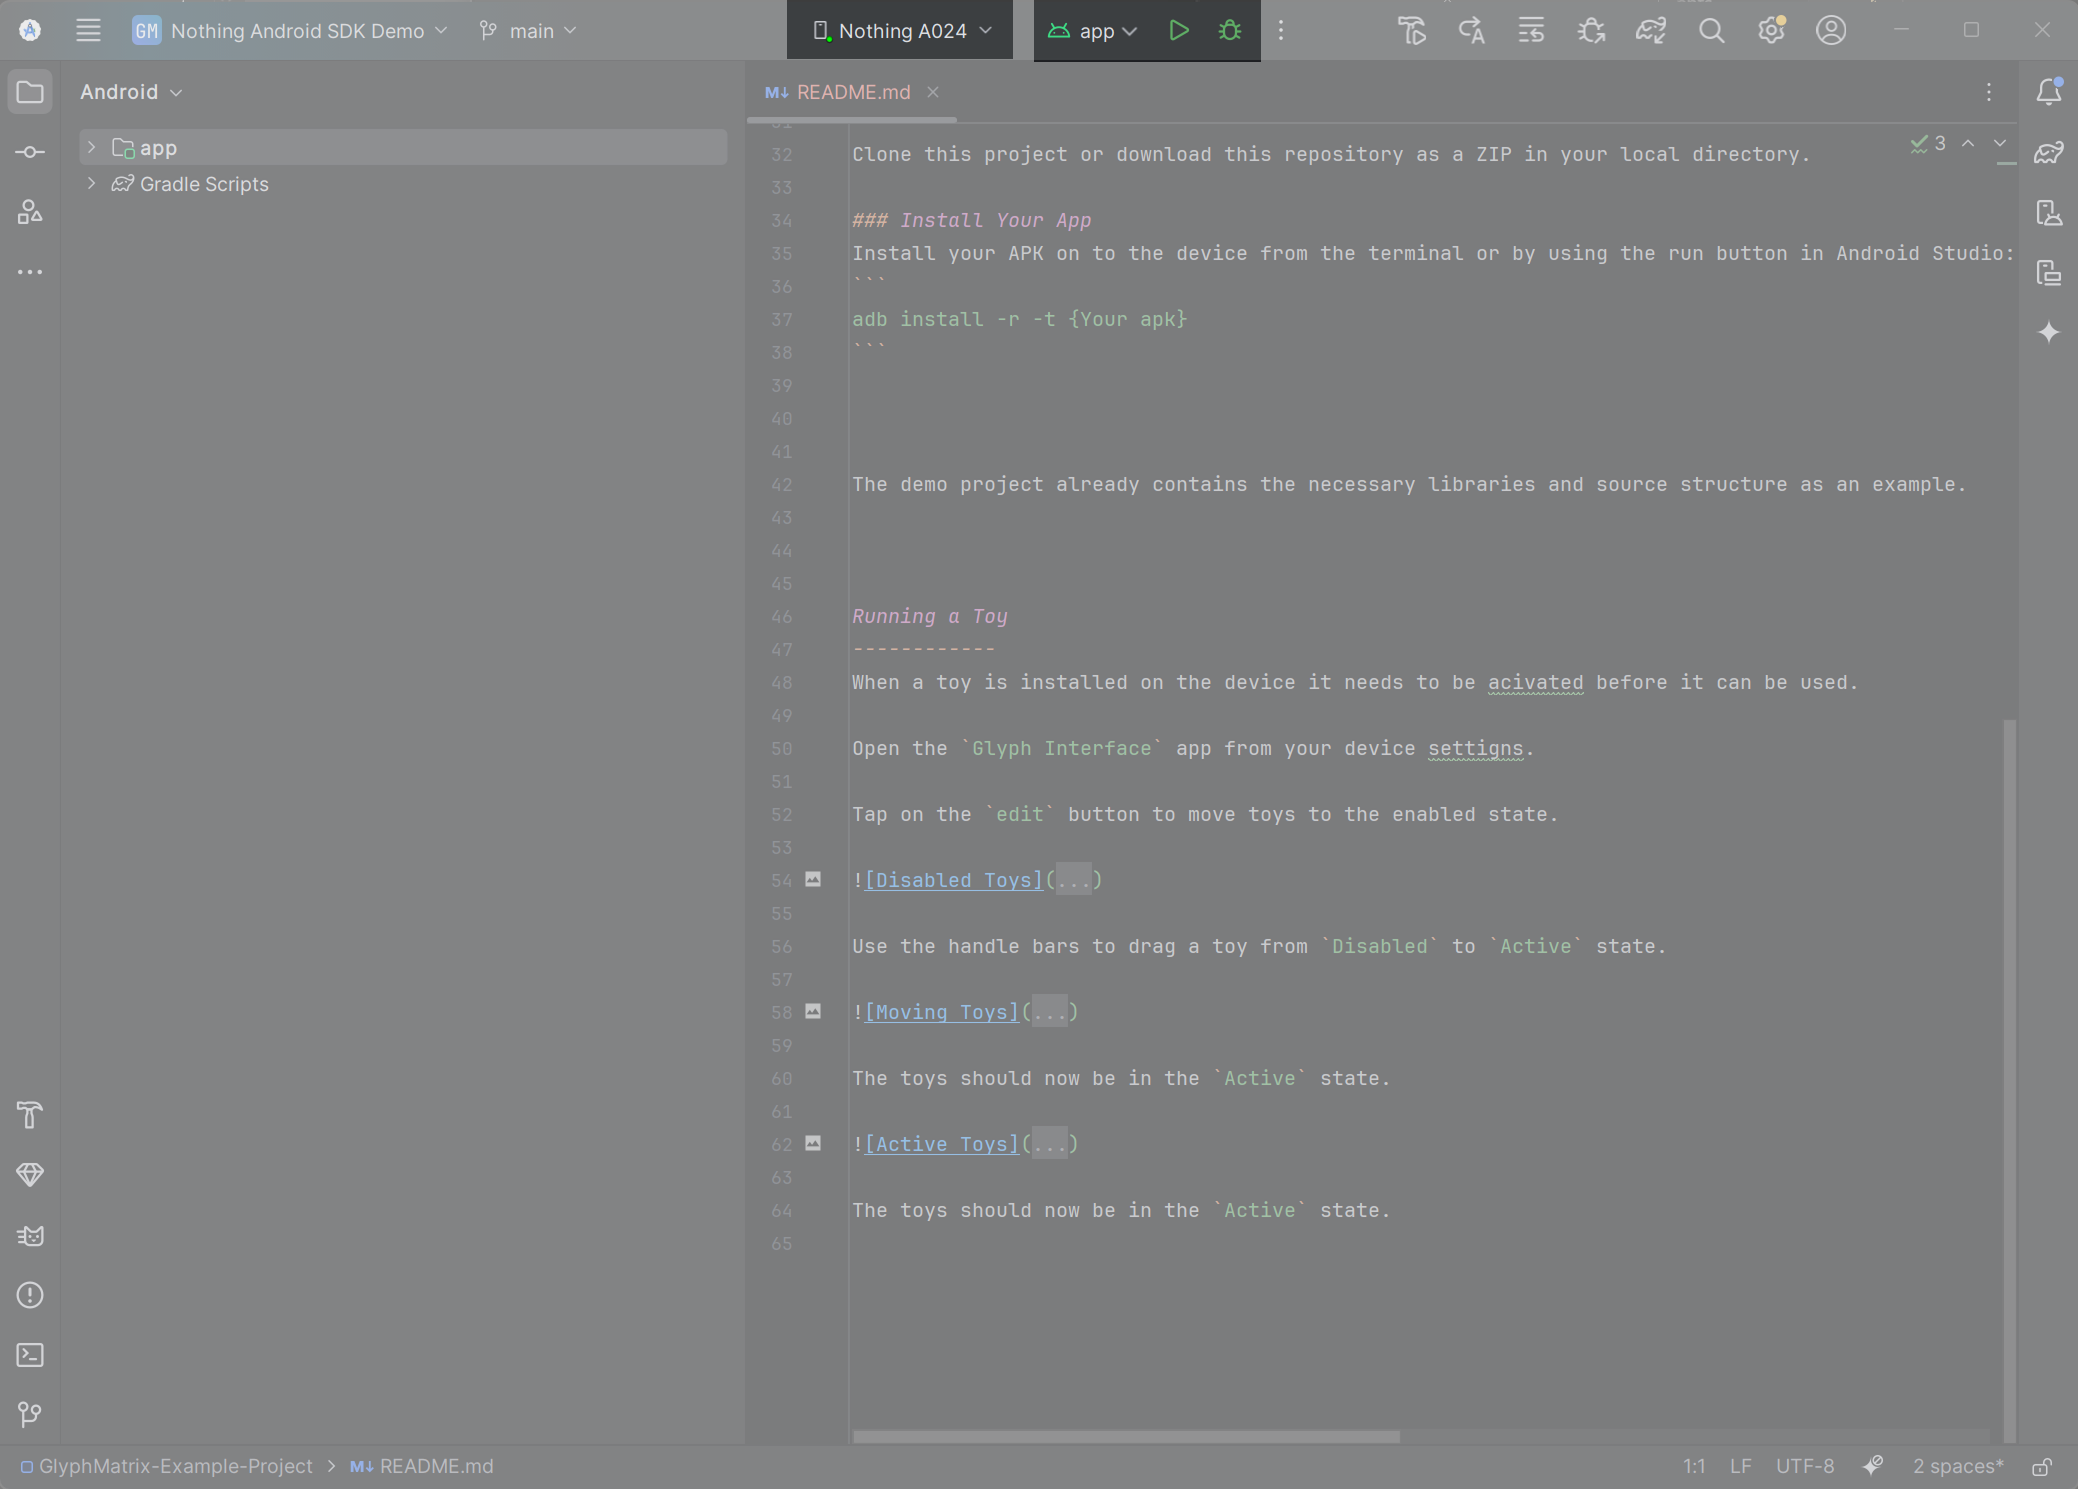 GM Nothing Android SDK Demo main Nothing A024 app
Android
README.md
app
Gradle Scripts
3
31
32 Clone this project or download this repository as a ZIP in your local directory.
33
34 ### Install Your App
35 Install your APK on to the device from the terminal or by using the run button in Android Studio:
36 ```
37 adb install -r -t {Your apk}
38 ```
39
40
41
42 The demo project already contains the necessary libraries and source structure as an example.
43
44
45
46 Running a Toy
47 ------------
48 When a toy is installed on the device it needs to be acivated before it can be used.
49
50 Open the `Glyph Interface` app from your device settigns.
51
52 Tap on the `edit` button to move toys to the enabled state.
53
54 ![Disabled Toys](...)
55
56 Use the handle bars to drag a toy from `Disabled` to `Active` state.
57
58 ![Moving Toys](...)
59
60 The toys should now be in the `Active` state.
61
62 ![Active Toys](...)
63
64 The toys should now be in the `Active` state.
65
GlyphMatrix-Example-Project > M↓ README.md 1:1 LF UTF-8 2 spaces*